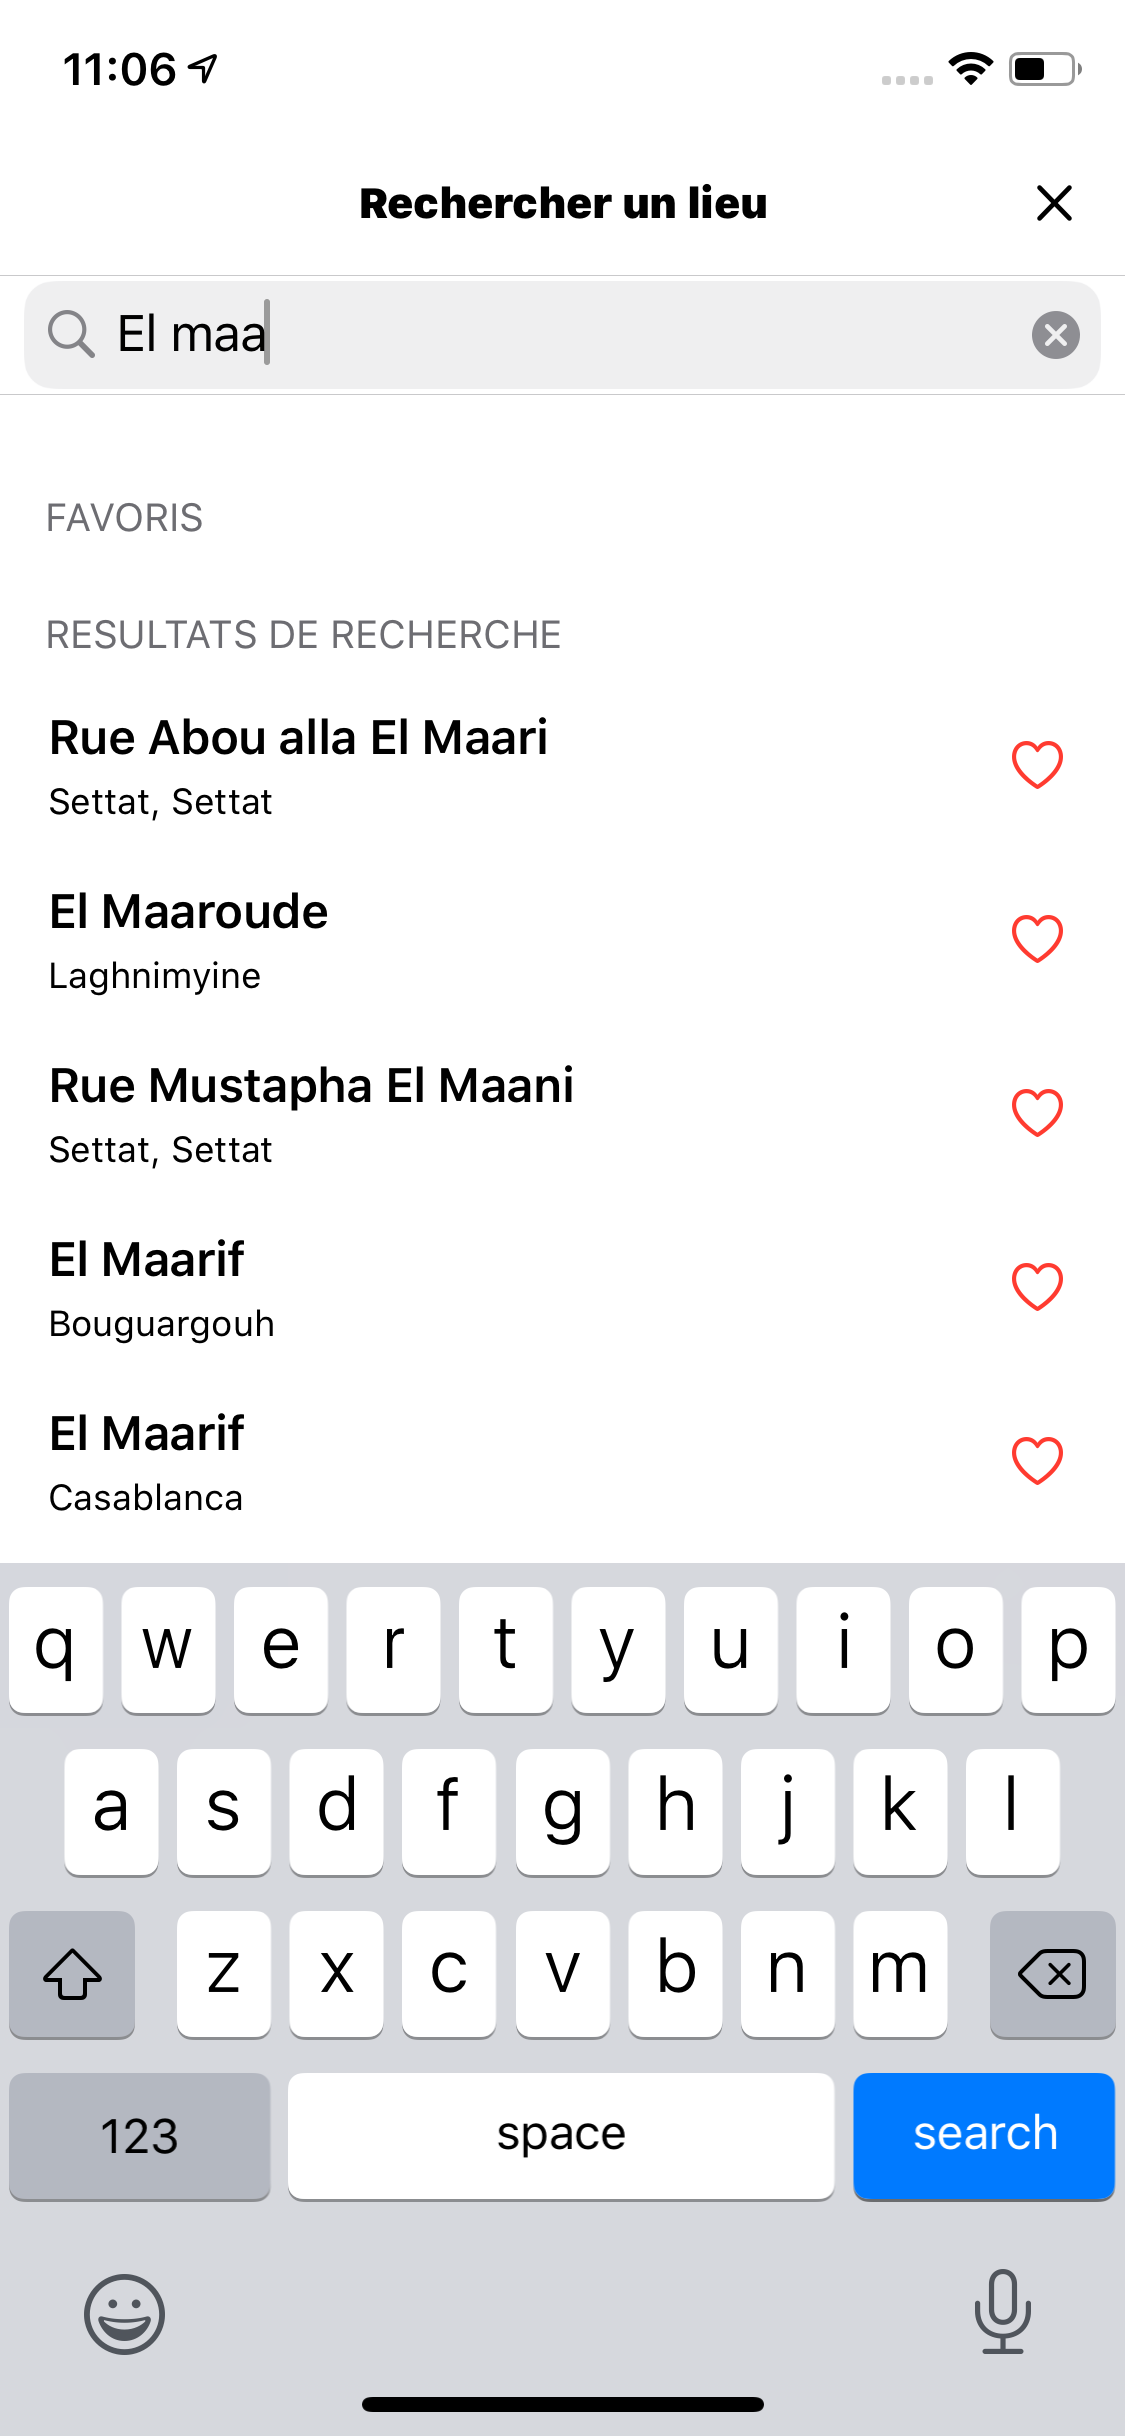 11:06
Rechercher un lieu
El maa
FAVORIS
RESULTATS DE RECHERCHE
Rue Abou alla El Maari
Settat, Settat
El Maaroude
Laghnimyine
Rue Mustapha El Maani
Settat, Settat
El Maarif
Bouguargouh
El Maarif
Casablanca
q w e r t y u i o p
a s d f g h j k l
z x c v b n m
123 space search